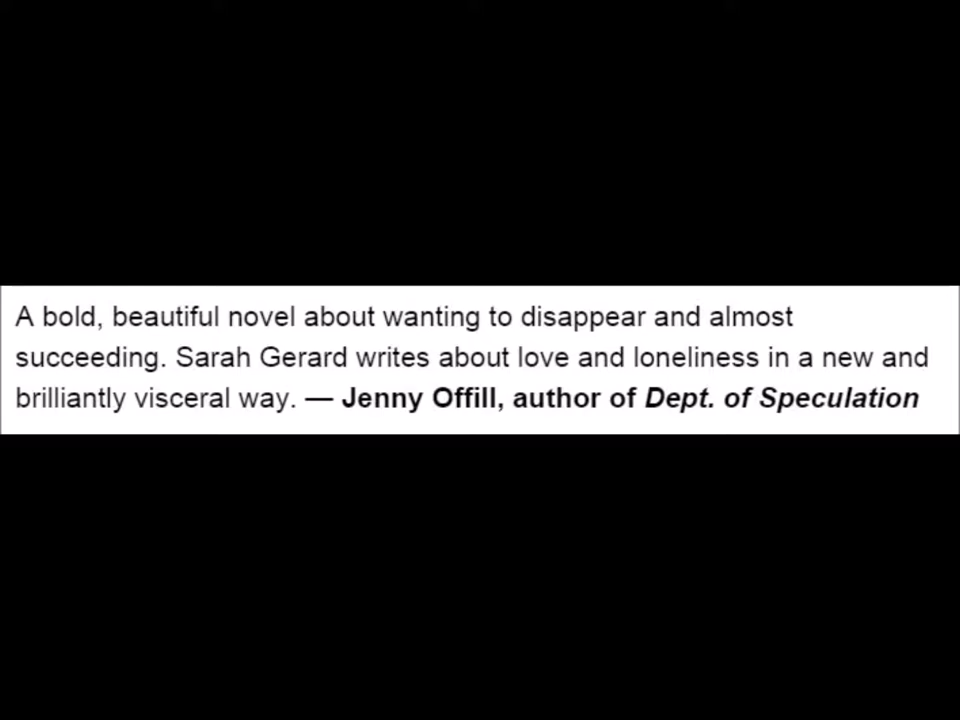 A bold, beautiful novel about wanting to disappear and almost
succeeding. Sarah Gerard writes about love and loneliness in a new and
brilliantly visceral way. — Jenny Offill, author of Dept. of Speculation